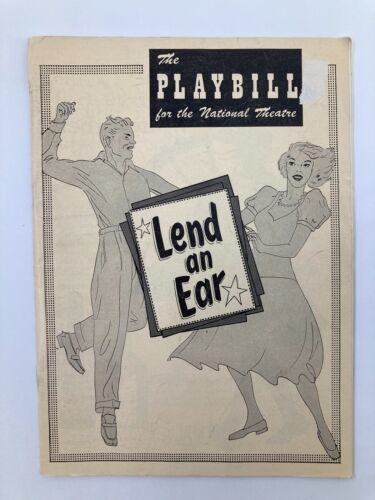 The
PLAYBILL
for the National Theatre
Lend
an
Ear